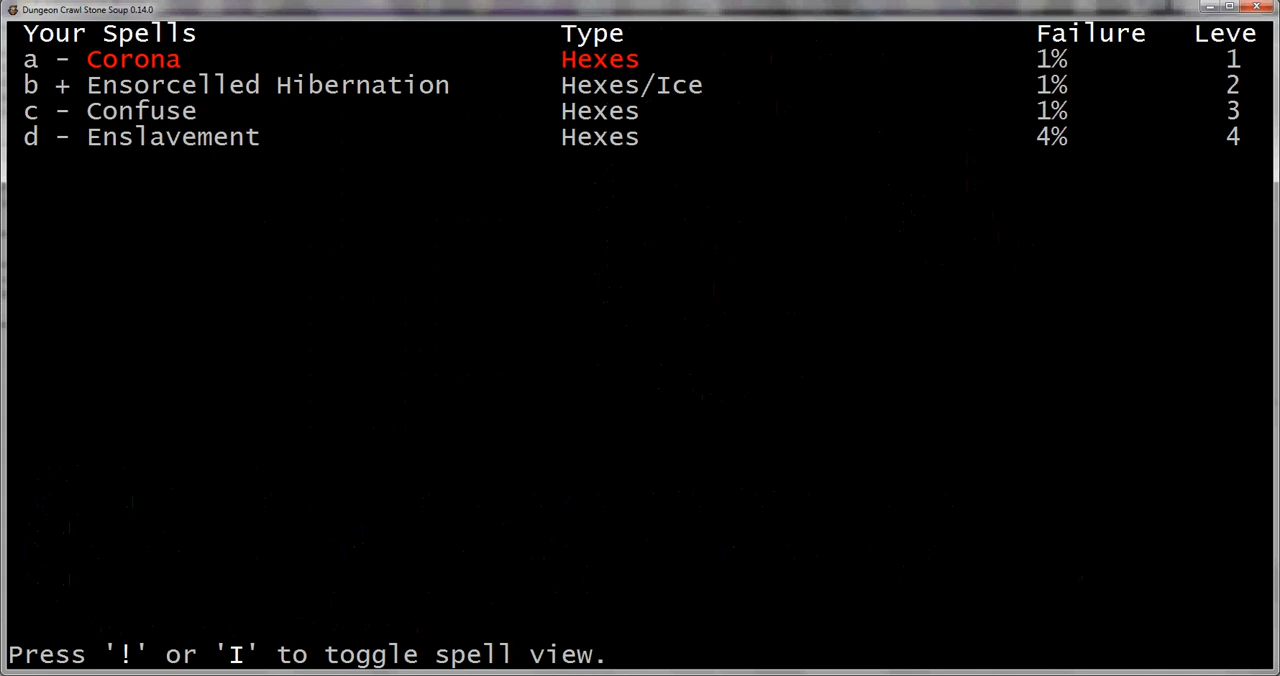 Dungeon Crawl Stone Soup 0.14.0
Your Spells Type Failure Leve
a - Corona Hexes 1% 1
b + Ensorcelled Hibernation Hexes/Ice 1% 2
c - Confuse Hexes 1% 3
d - Enslavement Hexes 4% 4
Press '!' or 'I' to toggle spell view.